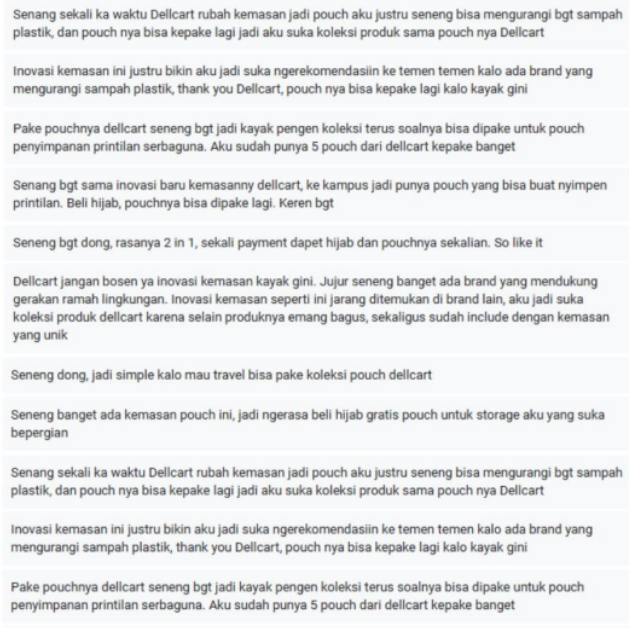 Senang sekali ka waktu Dellcart rubah kemasan jadi pouch aku justru seneng bisa mengurangi bgt sampah
plastik, dan pouch nya bisa kepake lagi jadi aku suka koleksi produk sama pouch nya Dellcart
Inovasi kemasan ini justru bikin aku jadi suka ngerekomendasiin ke temen temen kalo ada brand yang
mengurangi sampah plastik, thank you Dellcart, pouch nya bisa kepake lagi kalo kayak gini
Pake pouchnya dellcart seneng bgt jadi kayak pengen koleksi terus soalnya bisa dipake untuk pouch
penyimpanan printilan serbaguna. Aku sudah punya 5 pouch dari dellcart kepake banget
Senang bgt sama inovasi baru kemasanny dellcart, ke kampus jadi punya pouch yang bisa buat nyimpen
printilan. Beli hijab, pouchnya bisa dipake lagi. Keren bgt
Seneng bgt dong, rasanya 2 in 1, sekali payment dapet hijab dan pouchnya sekalian. So like it
Dellcart jangan bosen ya inovasi kemasan kayak gini. Jujur seneng banget ada brand yang mendukung
gerakan ramah lingkungan. Inovasi kemasan seperti ini jarang ditemukan di brand lain, aku jadi suka
koleksi produk dellcart karena selain produknya emang bagus, sekaligus sudah include dengan kemasan
yang unik
Seneng dong, jadi simple kalo mau travel bisa pake koleksi pouch dellcart
Seneng banget ada kemasan pouch ini, jadi ngerasa beli hijab gratis pouch untuk storage aku yang suka
bepergian
Senang sekali ka waktu Dellcart rubah kemasan jadi pouch aku justru seneng bisa mengurangi bgt sampah
plastik, dan pouch nya bisa kepake lagi jadi aku suka koleksi produk sama pouch nya Dellcart
Inovasi kemasan ini justru bikin aku jadi suka ngerekomendasiin ke temen temen kalo ada brand yang
mengurangi sampah plastik, thank you Dellcart, pouch nya bisa kepake lagi kalo kayak gini
Pake pouchnya dellcart seneng bgt jadi kayak pengen koleksi terus soalnya bisa dipake untuk pouch
penyimpanan printilan serbaguna. Aku sudah punya 5 pouch dari dellcart kepake banget